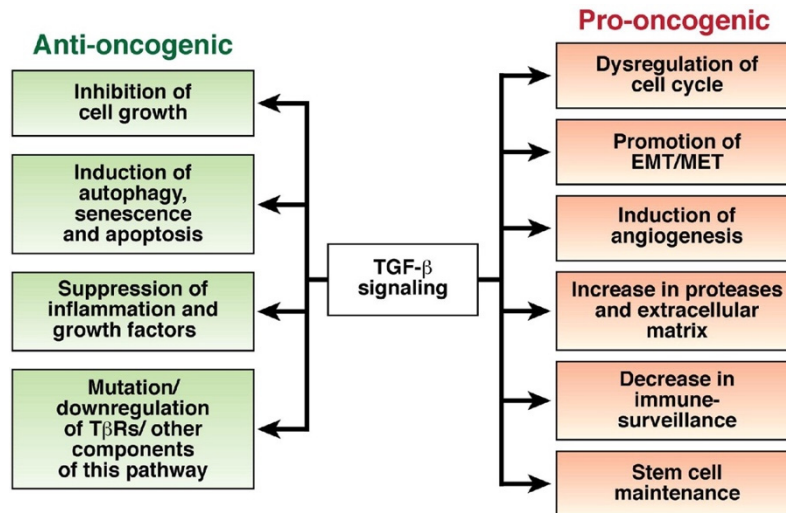 Anti-oncogenic
Inhibition of
cell growth
Induction of
autophagy,
senescence
and apoptosis
Suppression of
inflammation and
growth factors
Mutation/
downregulation
of TβRs/ other
components
of this pathway
TGF-β
signaling
Pro-oncogenic
Dysregulation of
cell cycle
Promotion of
EMT/MET
Induction of
angiogenesis
Increase in proteases
and extracellular
matrix
Decrease in
immune-
surveillance
Stem cell
maintenance